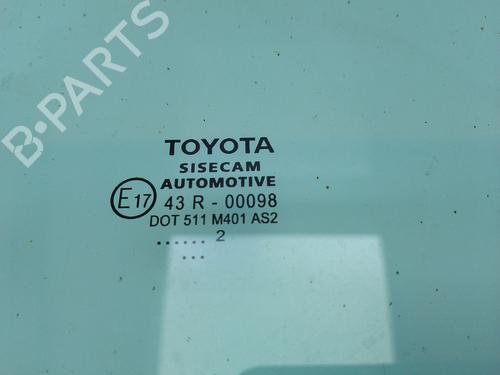 B-PARTS
TOYOTA
SISECAM
AUTOMOTIVE
E17 43 R - 00098
DOT 511 M401 AS2
...... 2
...